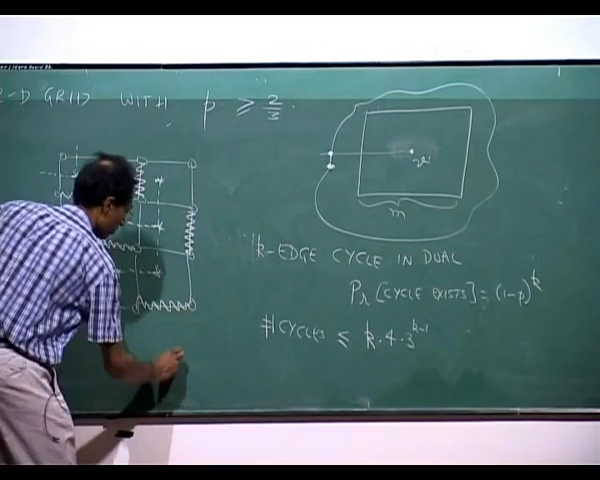 2-D GRID WITH p ≥ 2/3.
v
m
k-EDGE CYCLE IN DUAL
Pr [CYCLE EXISTS] = (1-p)^k
# CYCLES ≤ k·4·3^{k-1}